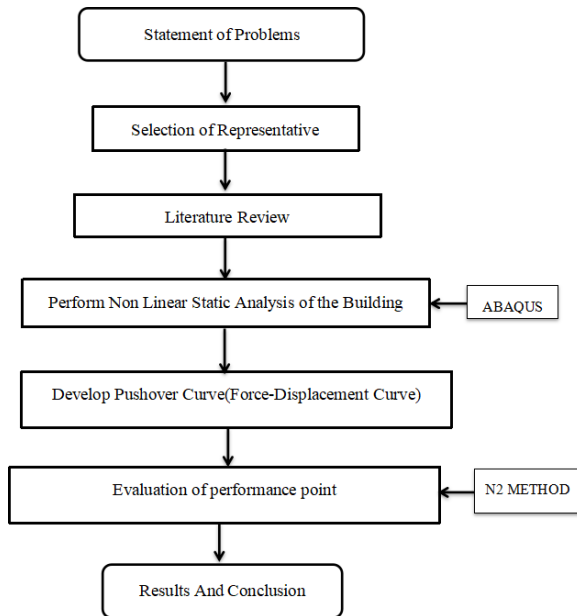 Statement of Problems
Selection of Representative
Literature Review
Perform Non Linear Static Analysis of the Building
ABAQUS
Develop Pushover Curve(Force-Displacement Curve)
Evaluation of performance point
N2 METHOD
Results And Conclusion